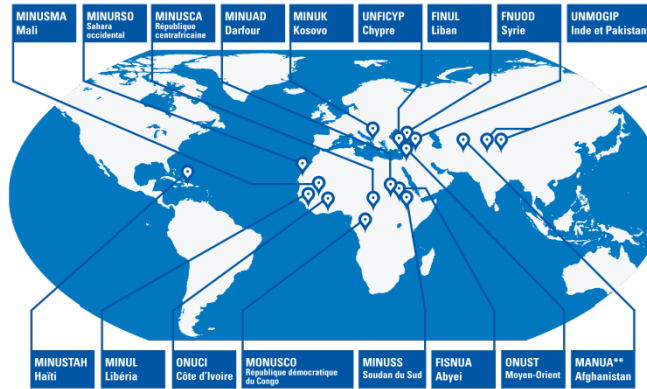 MINUSMA
Mali
MINURSO
Sahara
occidental
MINUSCA
République
centrafricaine
MINUAD
Darfour
MINUK
Kosovo
UNFICYP
Chypre
FINUL
Liban
FNUOD
Syrie
UNMOGIP
Inde et Pakistan
MINUSTAH
Haïti
MINUL
Libéria
ONUCI
Côte d'Ivoire
MONUSCO
République démocratique
du Congo
MINUSS
Soudan du Sud
FISNUA
Abyei
ONUST
Moyen-Orient
MANUA**
Afghanistan